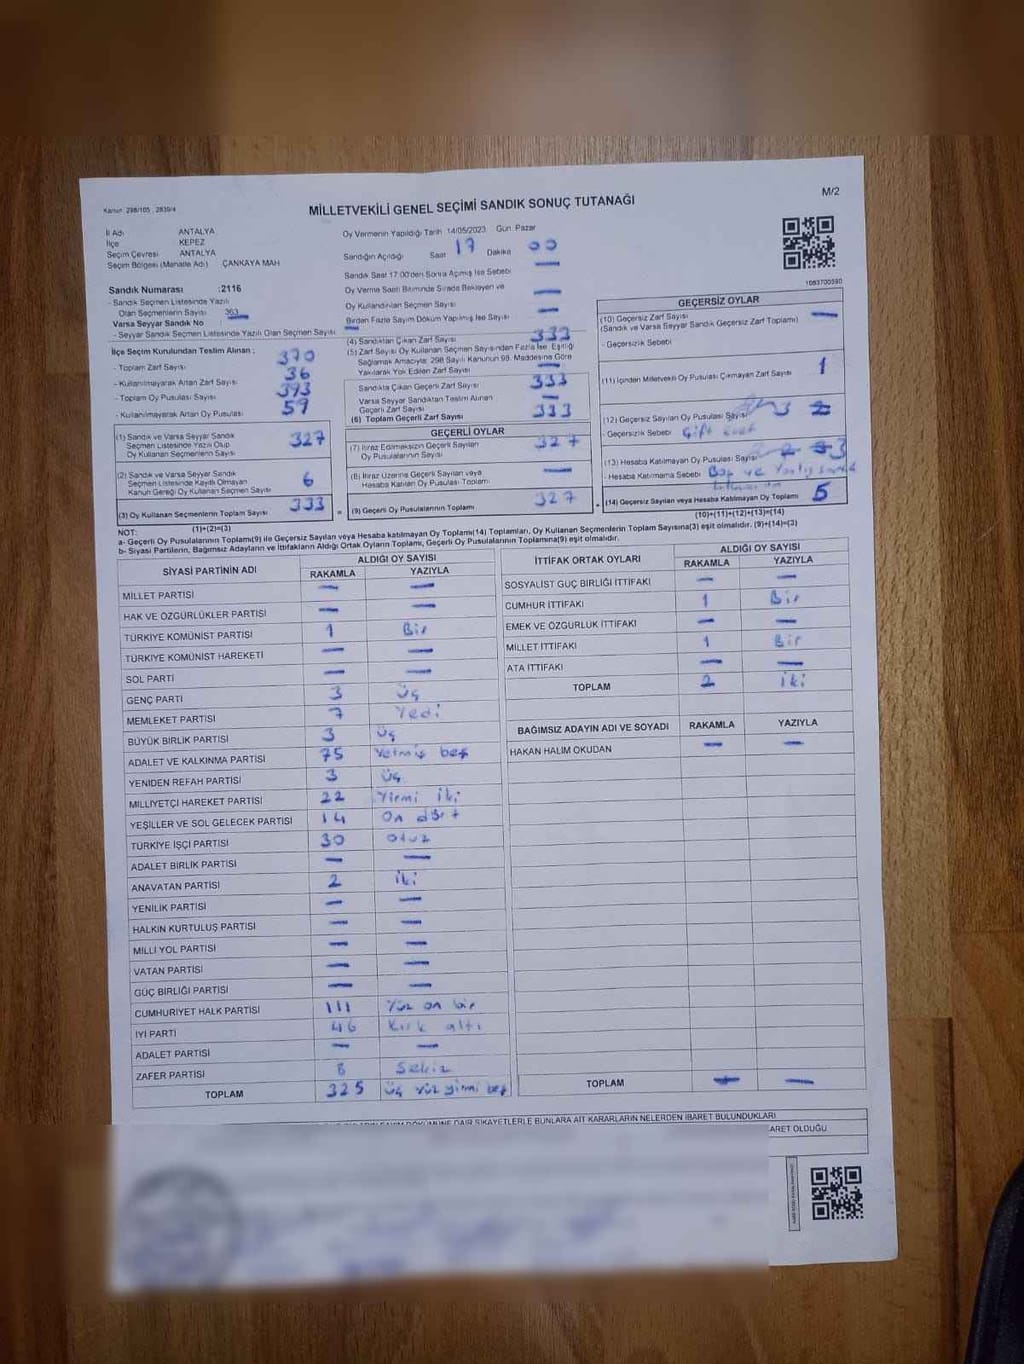 Kanun: 298/105 , 2839/4
M/2
MİLLETVEKİLİ GENEL SEÇİMİ SANDIK SONUÇ TUTANAĞI
İl Adı ANTALYA
İlçe KEPEZ
Seçim Çevresi ANTALYA
Seçim Bölgesi (Mahalle Adı) ÇANKAYA MAH
Sandık Numarası :2116
- Sandık Seçmen Listesinde Yazılı
Olan Seçmenlerin Sayısı 363
Varsa Seyyar Sandık No
- Seyyar Sandık Seçmen Listesinde Yazılı Olan Seçmen Sayısı
Oy Vermenin Yapıldığı Tarih 14/05/2023 Gün Pazar
Sandığın Açıldığı Saat 17 Dakika 00
Sandık Saat 17.00'den Sonra Açılmış İse Sebebi
Oy Verme Saati Bitiminde Sırada Bekleyen ve
Oy Kullandırılan Seçmen Sayısı
Birden Fazla Sayım Döküm Yapılmış İse Sayısı
1083700590
İlçe Seçim Kurulundan Teslim Alınan ;
- Toplam Zarf Sayısı 370
- Kullanılmayarak Artan Zarf Sayısı 36
- Toplam Oy Pusulası Sayısı 393
- Kullanılmayarak Artan Oy Pusulası 59
(4) Sandıktan Çıkan Zarf Sayısı 333
(5) Zarf Sayısı Oy Kullanan Seçmen Sayısından Fazla İse, Eşitliği
Sağlamak Amacıyla; 298 Sayılı Kanunun 98. Maddesine Göre
Yakılarak Yok Edilen Zarf Sayısı
Sandıkta Çıkan Geçerli Zarf Sayısı 333
Varsa Seyyar Sandıktan Teslim Alınan
Geçerli Zarf Sayısı
(6) Toplam Geçerli Zarf Sayısı 333
GEÇERSİZ OYLAR
(10) Geçersiz Zarf Sayısı
(Sandık ve Varsa Seyyar Sandık Geçersiz Zarf Toplamı)
- Geçersizlik Sebebi
(11) İçinden Milletvekili Oy Pusulası Çıkmayan Zarf Sayısı 1
(12) Geçersiz Sayılan Oy Pusulası Sayısı 3
- Geçersizlik Sebebi Çift evet
(13) Hesaba Katılmayan Oy Pusulası Sayısı
- Hesaba Katılmama Sebebi Boş ve Yanlış
(14) Geçersiz Sayılan veya Hesaba Katılmayan Oy Toplamı 5
(10)+(11)+(12)+(13)=(14)
(1) Sandık ve Varsa Seyyar Sandık
Seçmen Listesinde Yazılı Olup
Oy Kullanan Seçmenlerin Sayısı 327
(2) Sandık ve Varsa Seyyar Sandık
Seçmen Listesinde Kaydı Olmayan
Kanun Gereği Oy Kullanan Seçmen Sayısı 6
(3) Oy Kullanan Seçmenlerin Toplam Sayısı 333
(1)+(2)=(3)
GEÇERLİ OYLAR
(7) İtiraz Edilmeksizin Geçerli Sayılan
Oy Pusulasının Sayısı 327
(8) İtiraz Üzerine Geçerli Sayılan veya
Hesaba Katılan Oy Pusulası Toplamı
(9) Geçerli Oy Pusulalarının Toplamı 327
NOT:
a- Geçerli Oy Pusulalarının Toplamı(9) ile Geçersiz Sayılan veya Hesaba katılmayan Oy Toplamı(14) Toplamları, Oy Kullanan Seçmenlerin Toplam Sayısına(3) eşit olmalıdır. (9)+(14)=(3)
b- Siyasi Partilerin, Bağımsız Adayların ve İttifakların Aldığı Ortak Oyların Toplamı, Geçerli Oy Pusulalarının Toplamına(9) eşit olmalıdır.
SİYASİ PARTİNİN ADI ALDIĞI OY SAYISI
RAKAMLA YAZIYLA
MİLLET PARTİSİ
HAK VE ÖZGÜRLÜKLER PARTİSİ
TÜRKİYE KOMÜNİST PARTİSİ 1 Bir
TÜRKİYE KOMÜNİST HAREKETİ
SOL PARTİ
GENÇ PARTİ 3 Üç
MEMLEKET PARTİSİ 7 Yedi
BÜYÜK BİRLİK PARTİSİ 3 Üç
ADALET VE KALKINMA PARTİSİ 75 Yetmiş beş
YENİDEN REFAH PARTİSİ 3 Üç
MİLLİYETÇİ HAREKET PARTİSİ 22 Yirmi iki
YEŞİLLER VE SOL GELECEK PARTİSİ 14 On dört
TÜRKİYE İŞÇİ PARTİSİ 30 Otuz
ADALET BİRLİK PARTİSİ
ANAVATAN PARTİSİ 2 İki
YENİLİK PARTİSİ
HALKIN KURTULUŞ PARTİSİ
MİLLİ YOL PARTİSİ
VATAN PARTİSİ
GÜÇ BİRLİĞİ PARTİSİ
CUMHURİYET HALK PARTİSİ 111 Yüz on bir
İYİ PARTİ 46 Kırk altı
ADALET PARTİSİ
ZAFER PARTİSİ 8 Sekiz
TOPLAM 325 Üç yüz yirmi beş
İTTİFAK ORTAK OYLARI ALDIĞI OY SAYISI
RAKAMLA YAZIYLA
SOSYALİST GÜÇ BİRLİĞİ İTTİFAKI
CUMHUR İTTİFAKI 1 Bir
EMEK VE ÖZGÜRLÜK İTTİFAKI
MİLLET İTTİFAKI 1 Bir
ATA İTTİFAKI
TOPLAM 2 İki
BAĞIMSIZ ADAYIN ADI VE SOYADI RAKAMLA YAZIYLA
HAKAN HALİM OKUDAN
TOPLAM
DÖKÜMÜNE DAİR ŞİKAYETLERLE BUNLARA AİT KARARLARIN NELERDEN İBARET BULUNDUKLARI
İBARET OLDUĞU